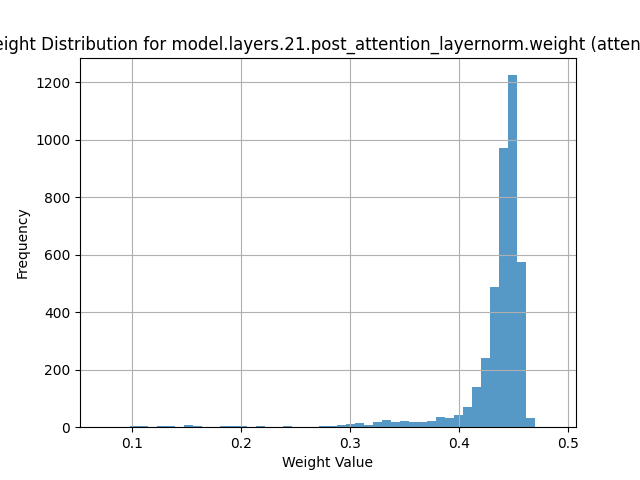 eight Distribution for model.layers.21.post_attention_layernorm.weight (atten
1200
1000
800
600
400
200
0
Frequency
0.1 0.2 0.3 0.4 0.5
Weight Value